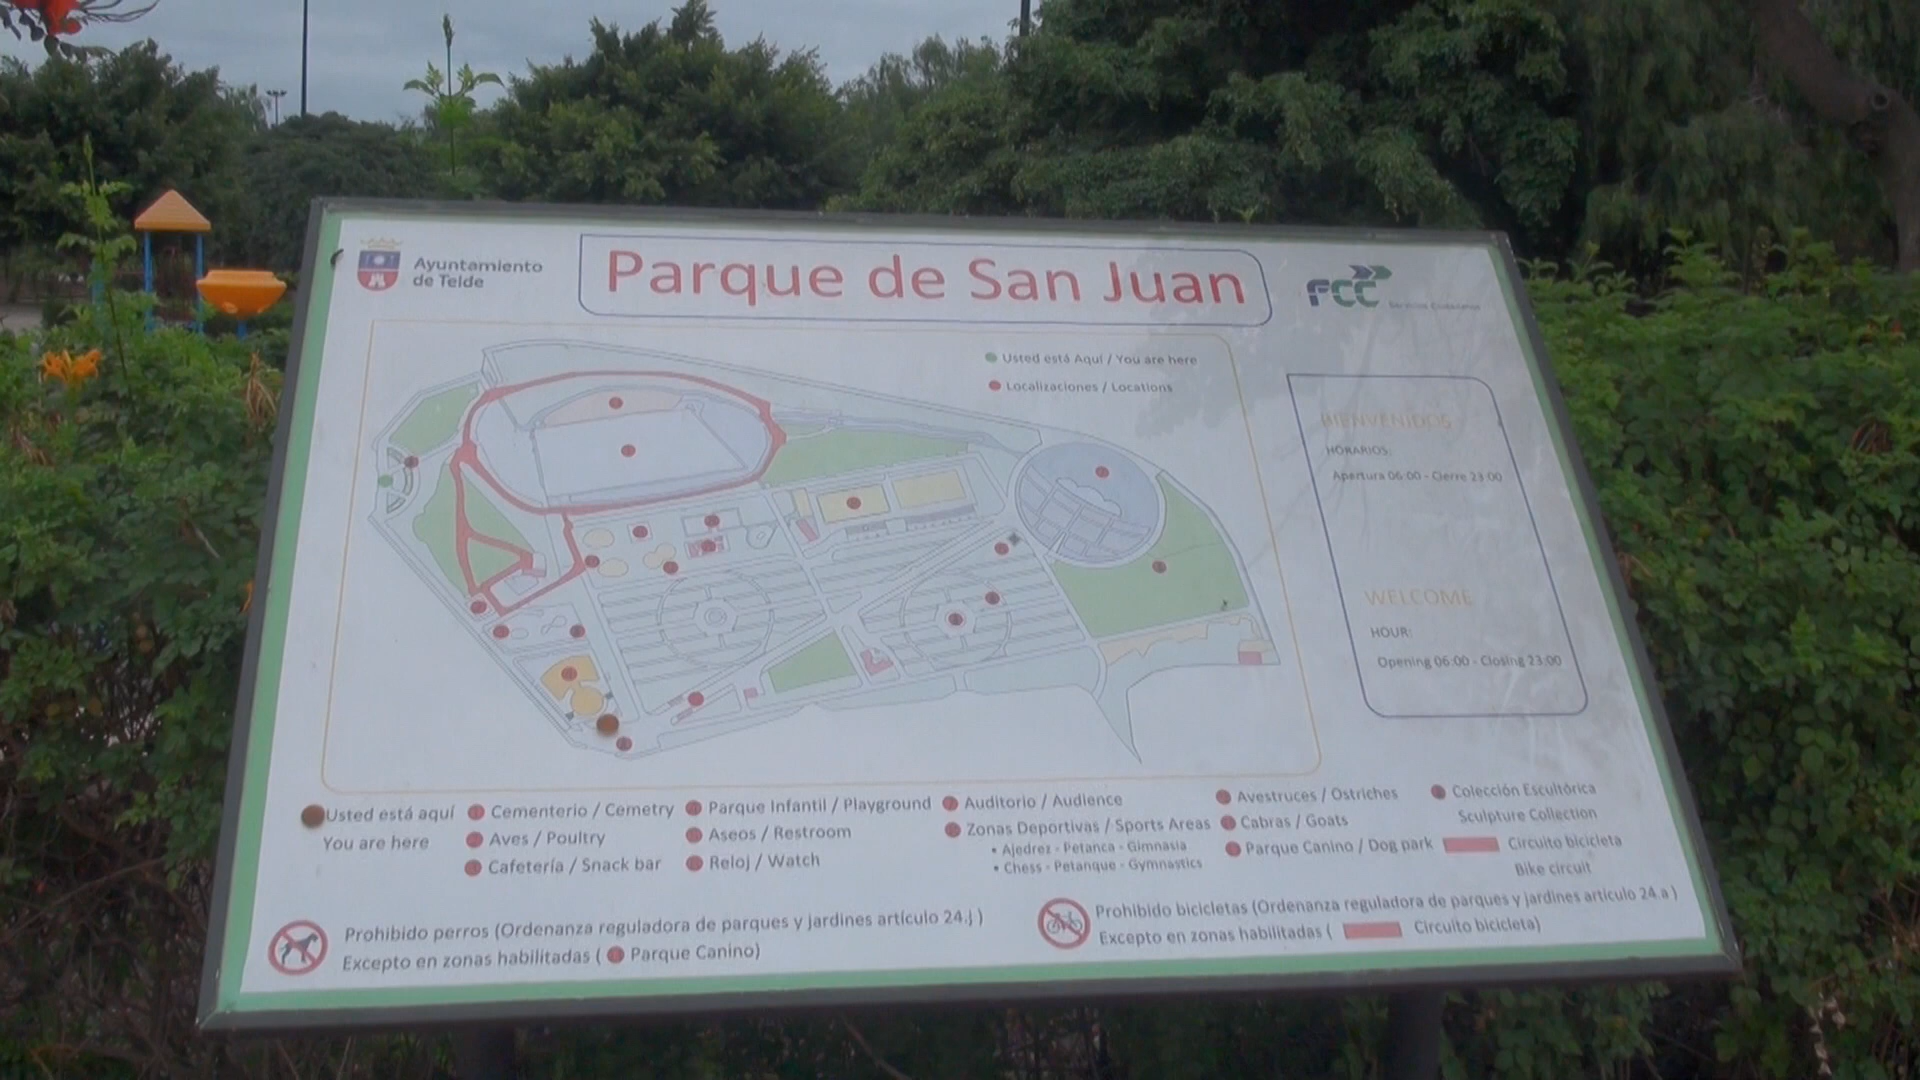 Ayuntamiento
de Telde
Parque de San Juan
FCC
Usted está Aquí / You are here
Localizaciones / Locations
BIENVENIDOS
HORARIOS:
Apertura 06:00 - Cierre 23:00
WELCOME
HOUR:
Opening 06:00 - Closing 23:00
Usted está aquí
You are here
Cementerio / Cemetry
Aves / Poultry
Cafetería / Snack bar
Parque Infantil / Playground
Aseos / Restroom
Reloj / Watch
Auditorio / Audience
Zonas Deportivas / Sports Areas
• Ajedrez - Petanca - Gimnasia
• Chess - Petanque - Gymnastics
Avestruces / Ostriches
Cabras / Goats
Parque Canino / Dog park
Colección Escultórica
Sculpture Collection
Circuito bicicleta
Bike circuit
Prohibido perros (Ordenanza reguladora de parques y jardines artículo 24.j )
Excepto en zonas habilitadas ( Parque Canino)
Prohibido bicicletas (Ordenanza reguladora de parques y jardines artículo 24.a )
Excepto en zonas habilitadas ( Circuito bicicleta)